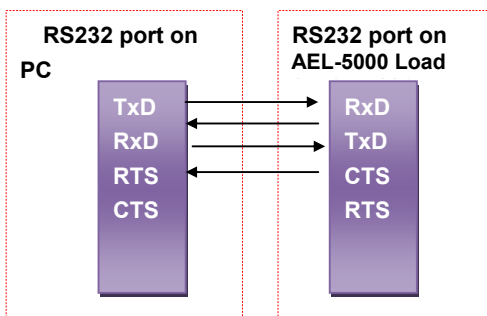 RS232 port on
PC
TxD
RxD
RTS
CTS
RS232 port on
AEL-5000 Load
RxD
TxD
CTS
RTS